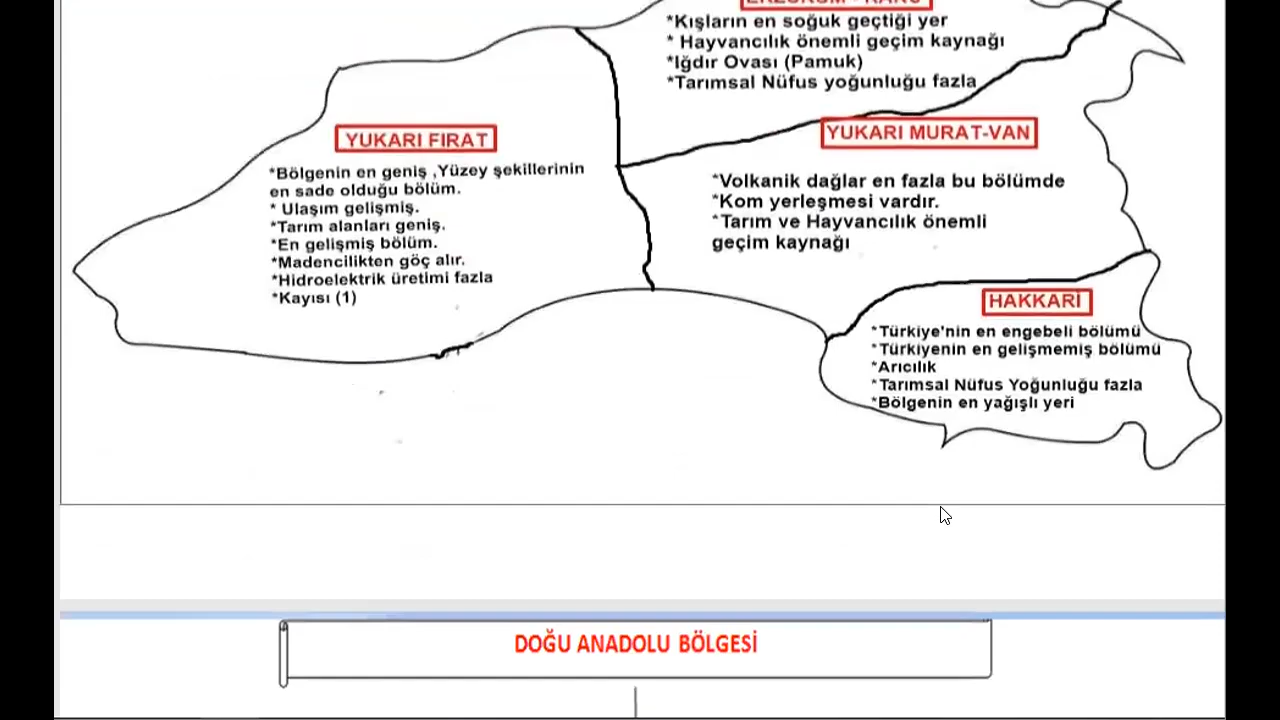 ERZURUM - KARS
*Kışların en soğuk geçtiği yer
* Hayvancılık önemli geçim kaynağı
*Iğdir Ovası (Pamuk)
*Tarımsal Nüfus yoğunluğu fazla
YUKARI FIRAT
*Bölgenin en geniş ,Yüzey şekillerinin
en sade olduğu bölüm.
* Ulaşım gelişmiş.
*Tarım alanları geniş.
*En gelişmiş bölüm.
*Madencilikten göç alır.
*Hidroelektrik üretimi fazla
*Kayısı (1)
YUKARI MURAT-VAN
*Volkanik dağlar en fazla bu bölümde
*Kom yerleşmesi vardır.
*Tarım ve Hayvancılık önemli
geçim kaynağı
HAKKARİ
*Türkiye'nin en engebeli bölümü
*Türkiyenin en gelişmemiş bölümü
*Arıcılık
*Tarımsal Nüfus Yoğunluğu fazla
*Bölgenin en yağışlı yeri
DOĞU ANADOLU BÖLGESİ